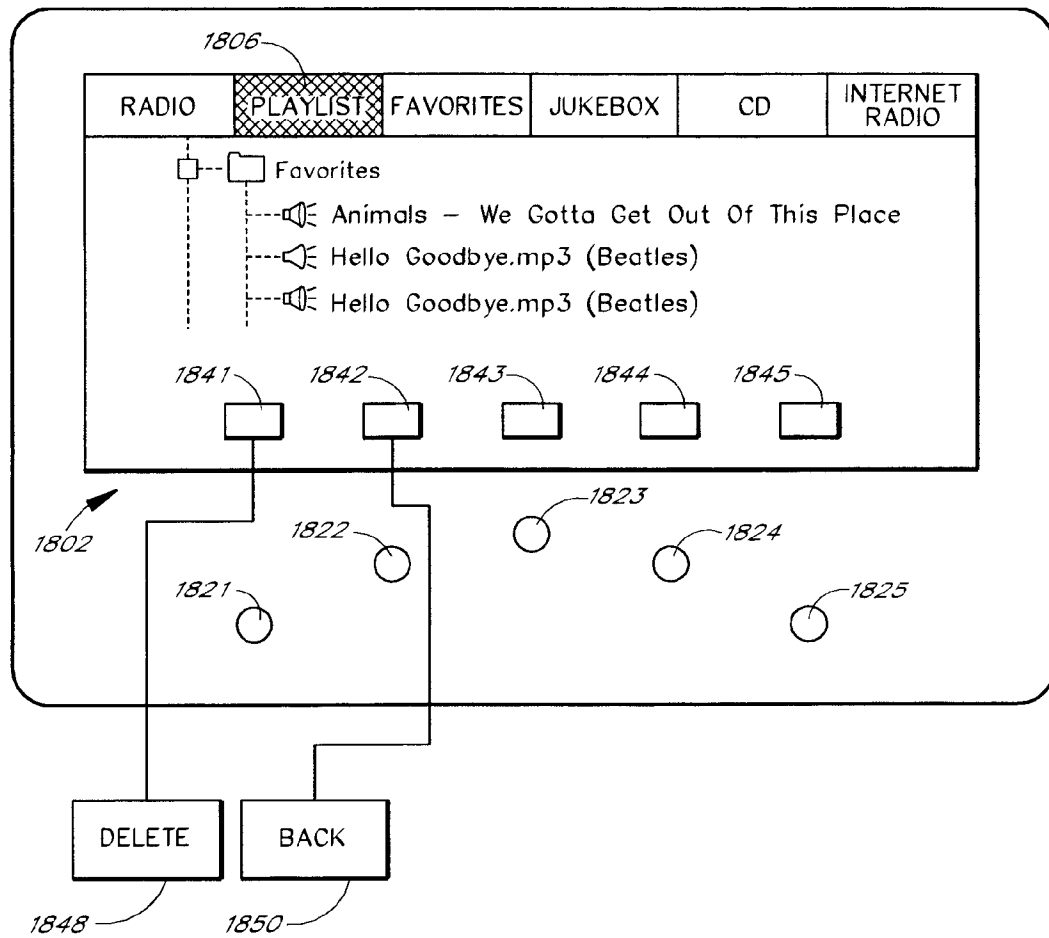 1806
RADIO PLAYLIST FAVORITES JUKEBOX CD INTERNET RADIO
Favorites
Animals – We Gotta Get Out Of This Place
Hello Goodbye.mp3 (Beatles)
Hello Goodbye.mp3 (Beatles)
1841 1842 1843 1844 1845
1802
1823
1822 1824
1821 1825
DELETE BACK
1848 1850